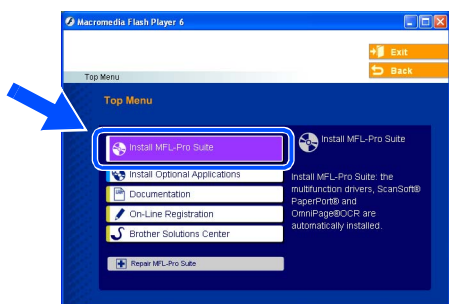 Macromedia Flash Player 6
Exit
Back
Top Menu
Top Menu
Install MFL-Pro Suite
Install Optional Applications
Documentation
On-Line Registration
Brother Solutions Center
Repair MFL-Pro Suite
Install MFL-Pro Suite
Install MFL-Pro Suite: the
multifunction drivers, ScanSoft®
PaperPort® and
OmniPage®OCR are
automatically installed.